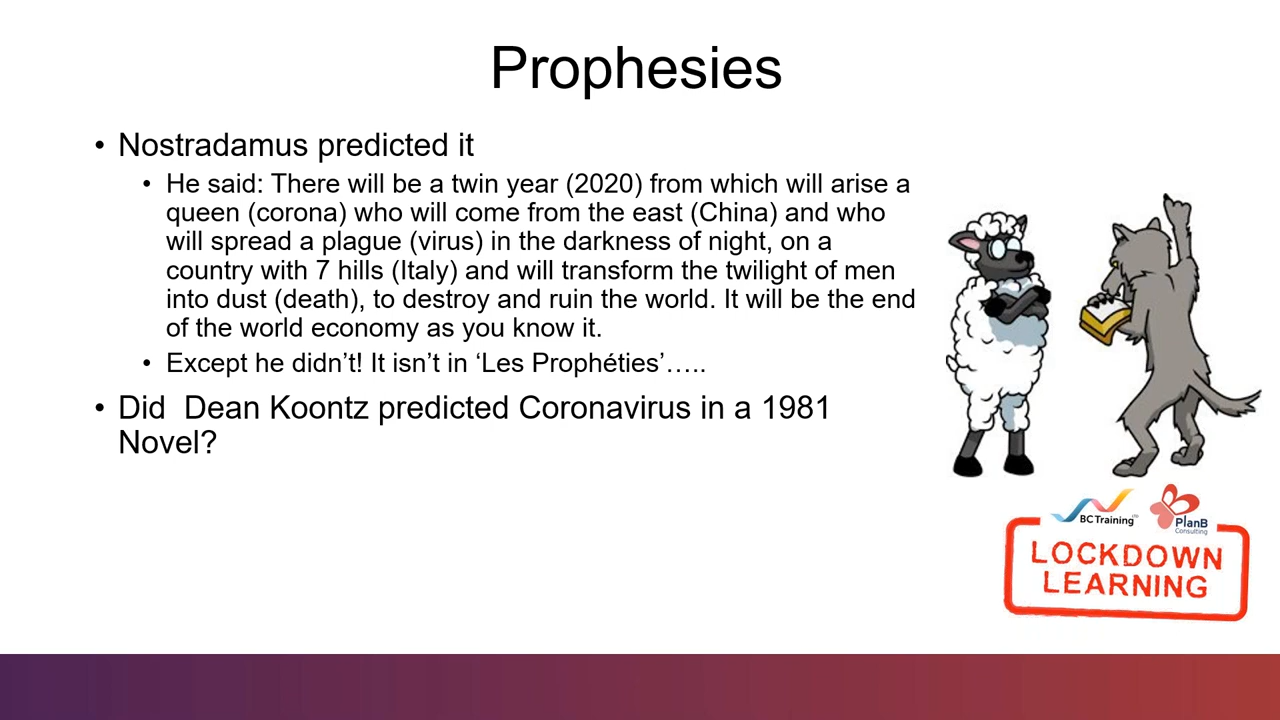 Prophesies
• Nostradamus predicted it
• He said: There will be a twin year (2020) from which will arise a
queen (corona) who will come from the east (China) and who
will spread a plague (virus) in the darkness of night, on a
country with 7 hills (Italy) and will transform the twilight of men
into dust (death), to destroy and ruin the world. It will be the end
of the world economy as you know it.
• Except he didn’t! It isn’t in ‘Les Prophéties’…..
• Did  Dean Koontz predicted Coronavirus in a 1981
Novel?
BC Training LTD
PlanB
Consulting
LOCKDOWN
LEARNING